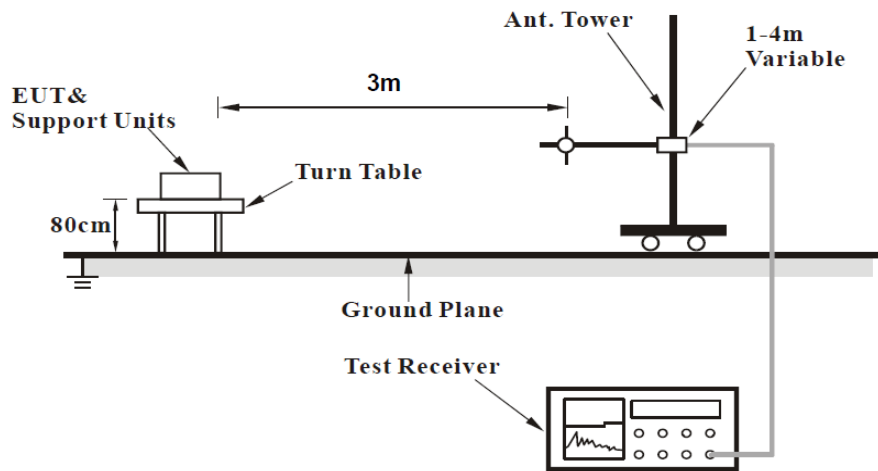 Ant. Tower
1-4m
Variable
3m
EUT&
Support Units
Turn Table
80cm
Ground Plane
Test Receiver